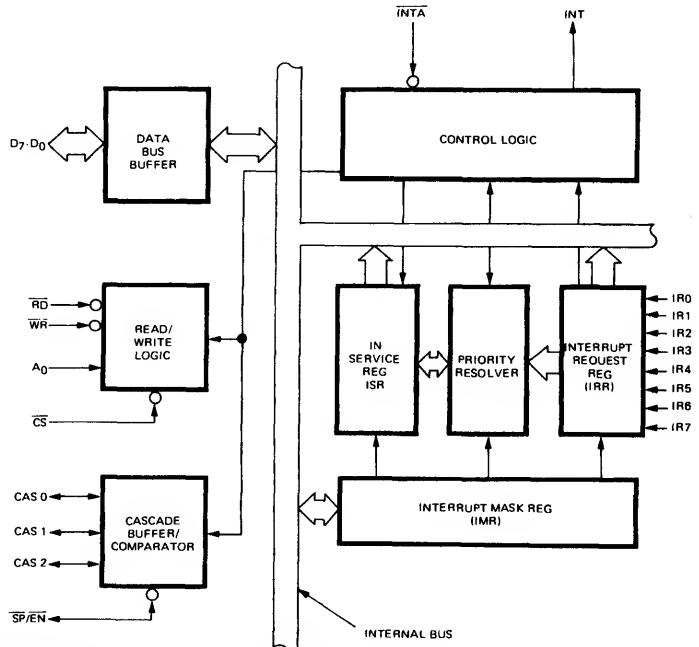 INTA
INT
D7-D0
DATA
BUS
BUFFER
CONTROL LOGIC
RD
WR
A0
READ/
WRITE
LOGIC
CS
IN
SERVICE
REG
ISR
PRIORITY
RESOLVER
INTERRUPT
REQUEST
REG
(IRR)
IR0
IR1
IR2
IR3
IR4
IR5
IR6
IR7
CAS 0
CAS 1
CAS 2
CASCADE
BUFFER/
COMPARATOR
SP/EN
INTERRUPT MASK REG
(IMR)
INTERNAL BUS